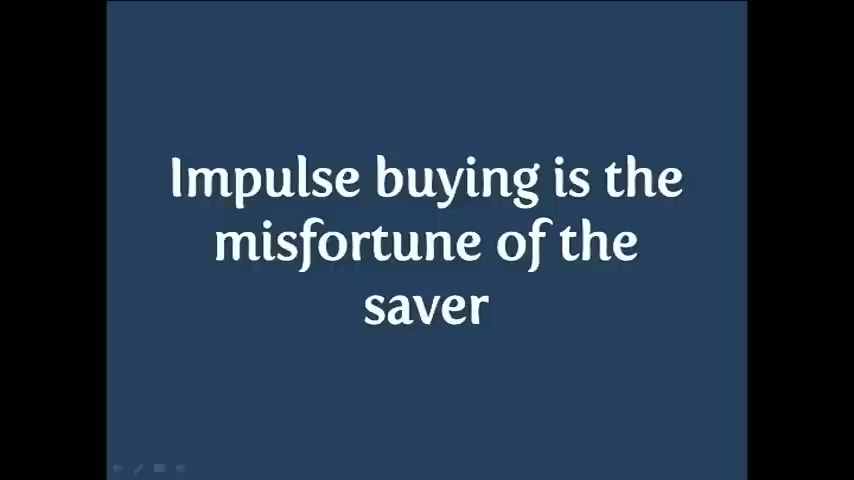 Impulse buying is the
misfortune of the
saver